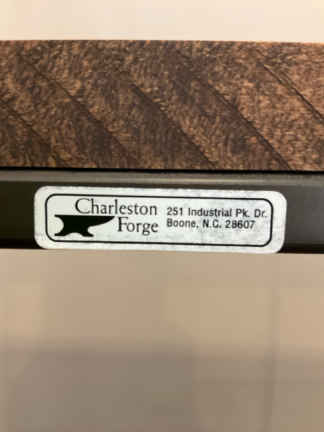 Charleston
Forge
251 Industrial Pk. Dr.
Boone, N.C. 28607